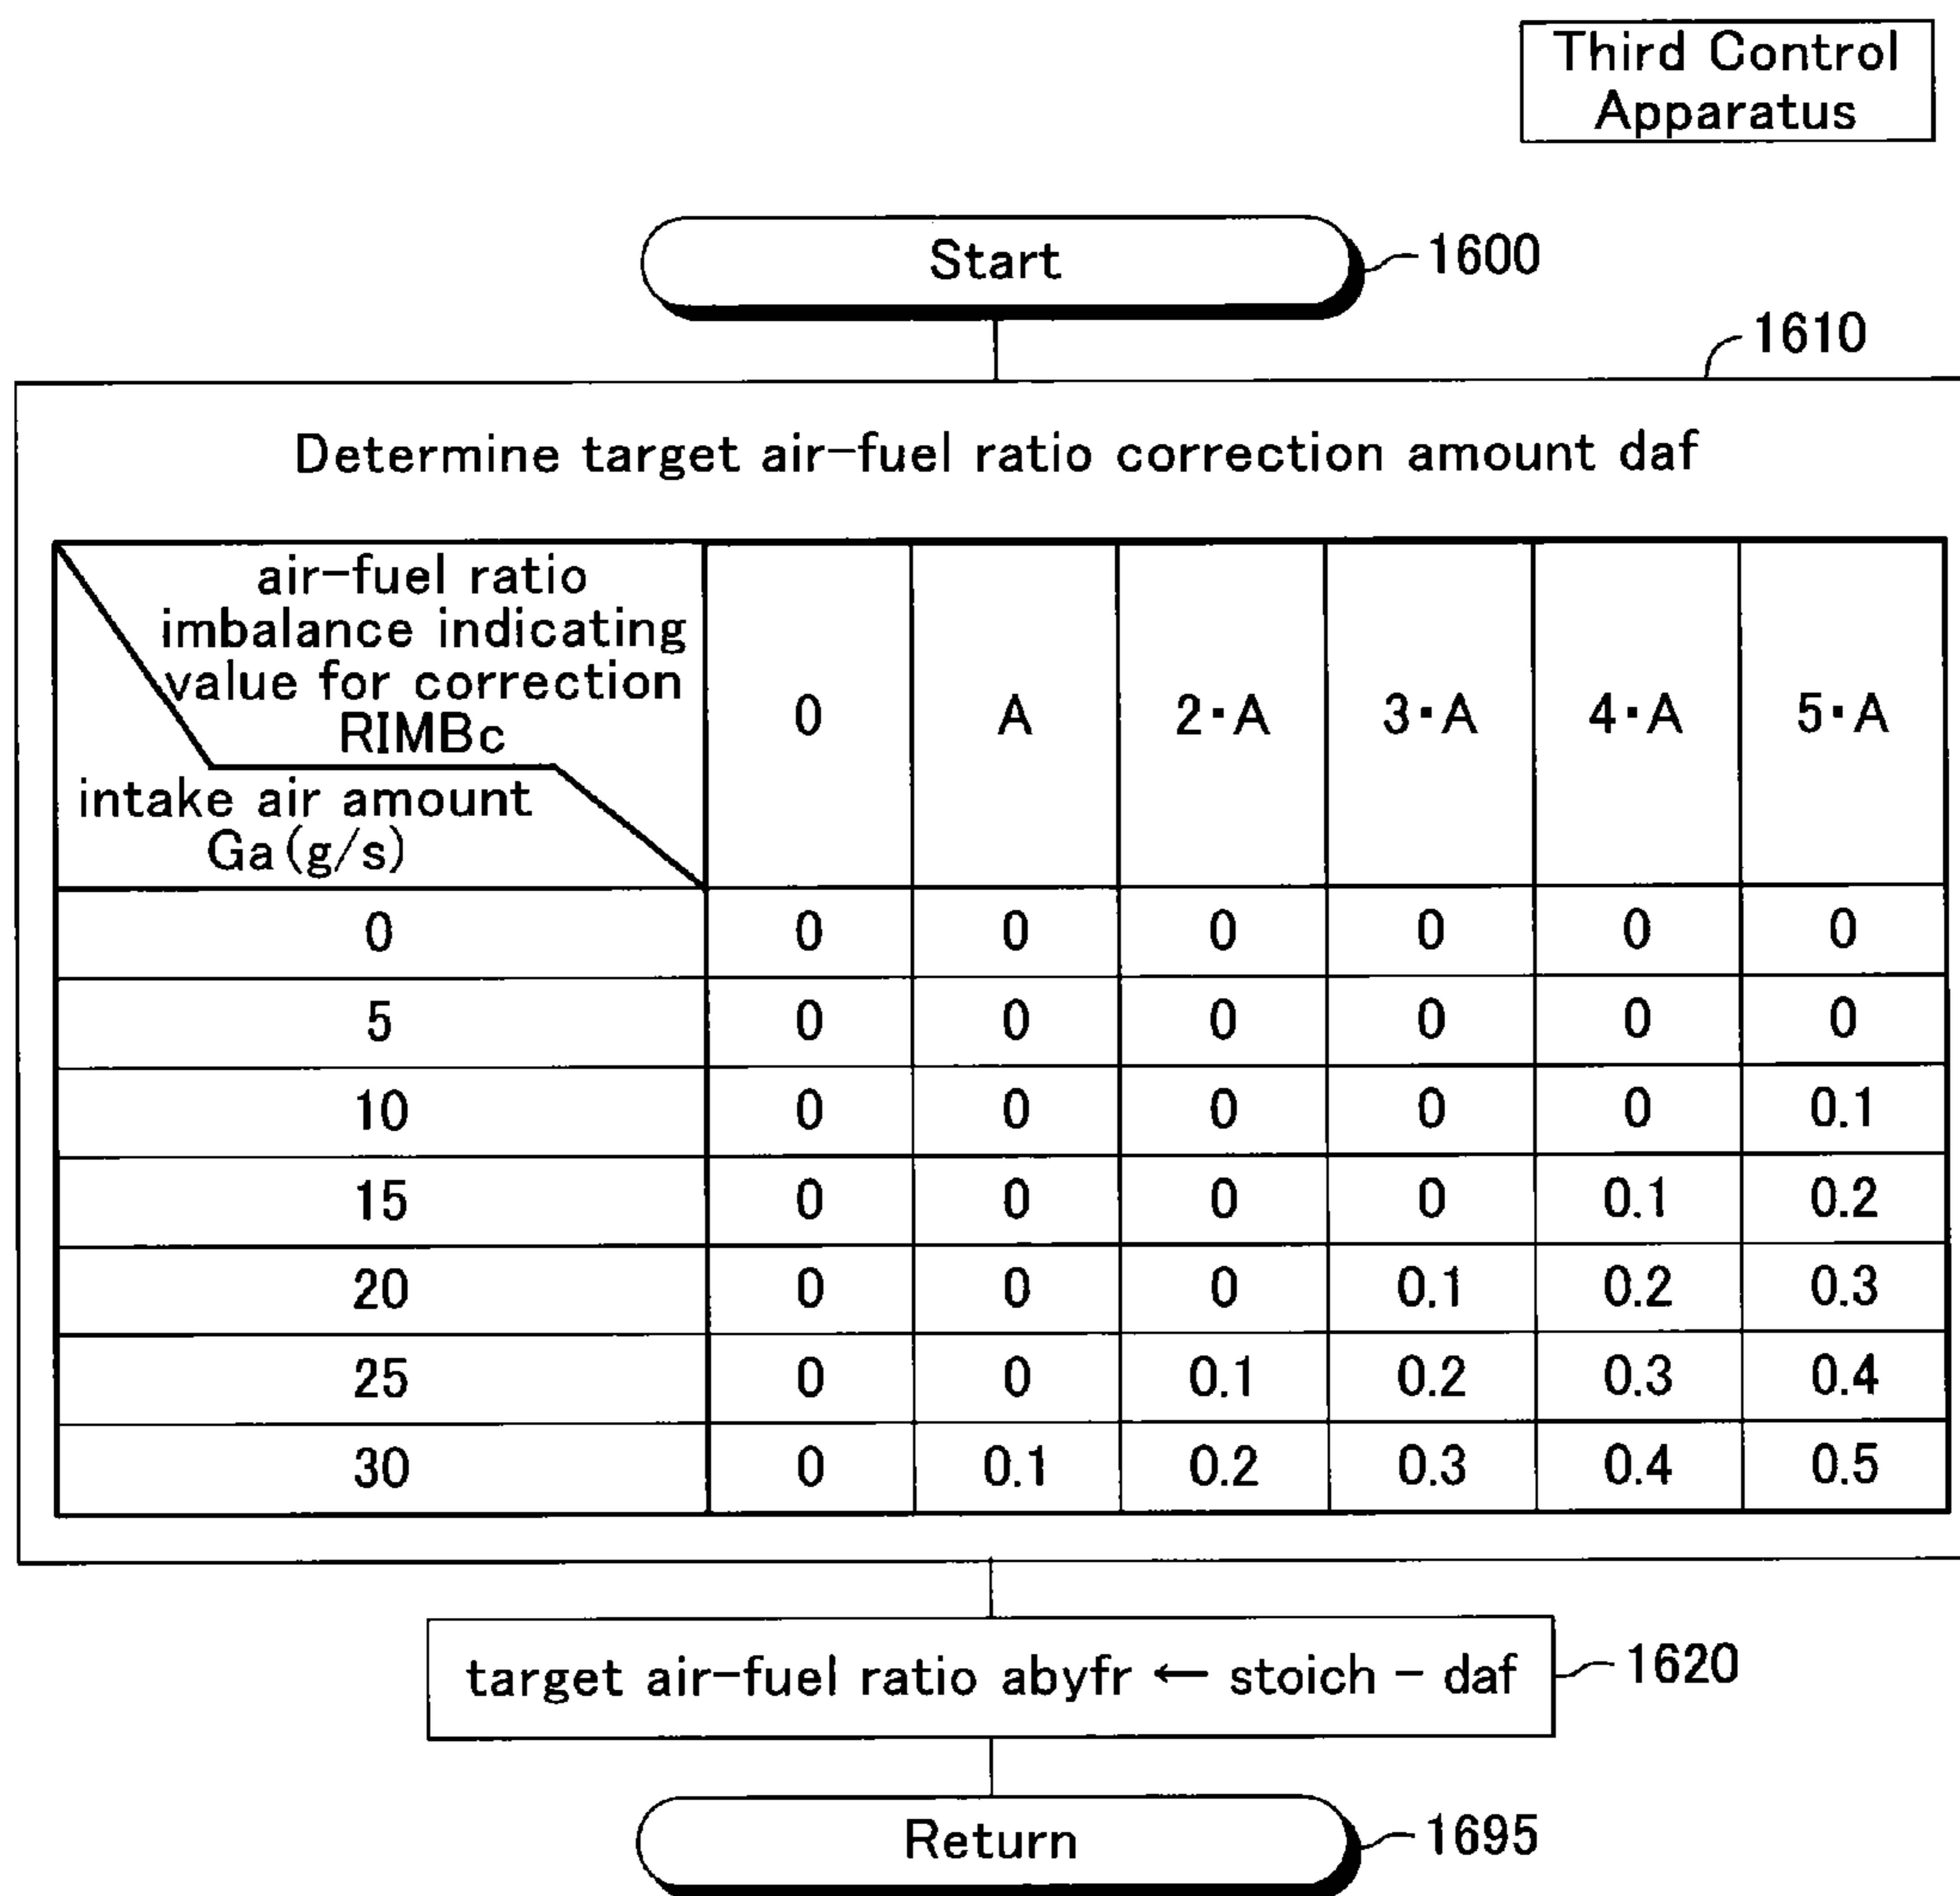 Third Control
Apparatus
Start
1600
1610
Determine target air-fuel ratio correction amount daf
air-fuel ratio
imbalance indicating
value for correction
RIMBc
intake air amount
Ga(g/s)
0 A 2·A 3·A 4·A 5·A
0 0 0 0 0 0 0
5 0 0 0 0 0 0
10 0 0 0 0 0 0.1
15 0 0 0 0 0.1 0.2
20 0 0 0 0.1 0.2 0.3
25 0 0 0.1 0.2 0.3 0.4
30 0 0.1 0.2 0.3 0.4 0.5
target air-fuel ratio abyfr ← stoich - daf
1620
Return
1695